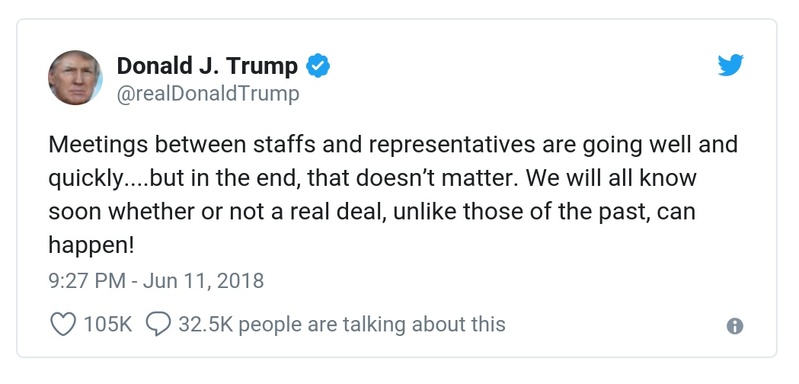 Donald J. Trump
@realDonaldTrump
Meetings between staffs and representatives are going well and
quickly....but in the end, that doesn’t matter. We will all know
soon whether or not a real deal, unlike those of the past, can
happen!
9:27 PM - Jun 11, 2018
105K 32.5K people are talking about this